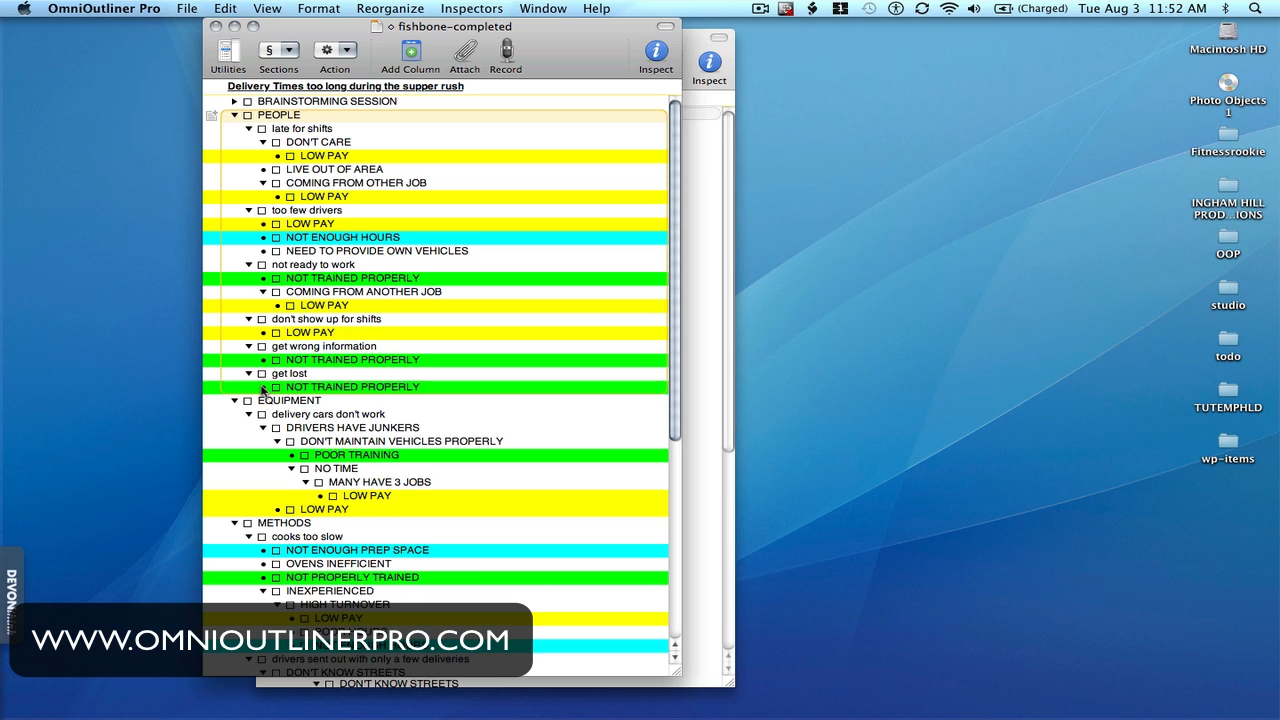 OmniOutliner Pro File Edit View Format Reorganize Inspectors Window Help (Charged) Tue Aug 3 11:52 AM
fishbone-completed
Utilities Sections Action Add Column Attach Record Inspect
Inspect
Delivery Times too long during the supper rush
BRAINSTORMING SESSION
PEOPLE
late for shifts
DON'T CARE
LOW PAY
LIVE OUT OF AREA
COMING FROM OTHER JOB
LOW PAY
too few drivers
LOW PAY
NOT ENOUGH HOURS
NEED TO PROVIDE OWN VEHICLES
not ready to work
NOT TRAINED PROPERLY
COMING FROM ANOTHER JOB
LOW PAY
don't show up for shifts
LOW PAY
get wrong information
NOT TRAINED PROPERLY
get lost
NOT TRAINED PROPERLY
EQUIPMENT
delivery cars don't work
DRIVERS HAVE JUNKERS
DON'T MAINTAIN VEHICLES PROPERLY
POOR TRAINING
NO TIME
MANY HAVE 3 JOBS
LOW PAY
LOW PAY
METHODS
cooks too slow
NOT ENOUGH PREP SPACE
OVENS INEFFICIENT
NOT PROPERLY TRAINED
INEXPERIENCED
HIGH TURNOVER
LOW PAY
drivers sent out with only a few deliveries
DON'T KNOW STREETS
DON'T KNOW STREETS
WWW.OMNIOUTLINERPRO.COM
Macintosh HD
Photo Objects
1
Fitnessrookie
INGHAM HILL
PROD...IONS
OOP
studio
todo
TUTEMPHLD
wp-items